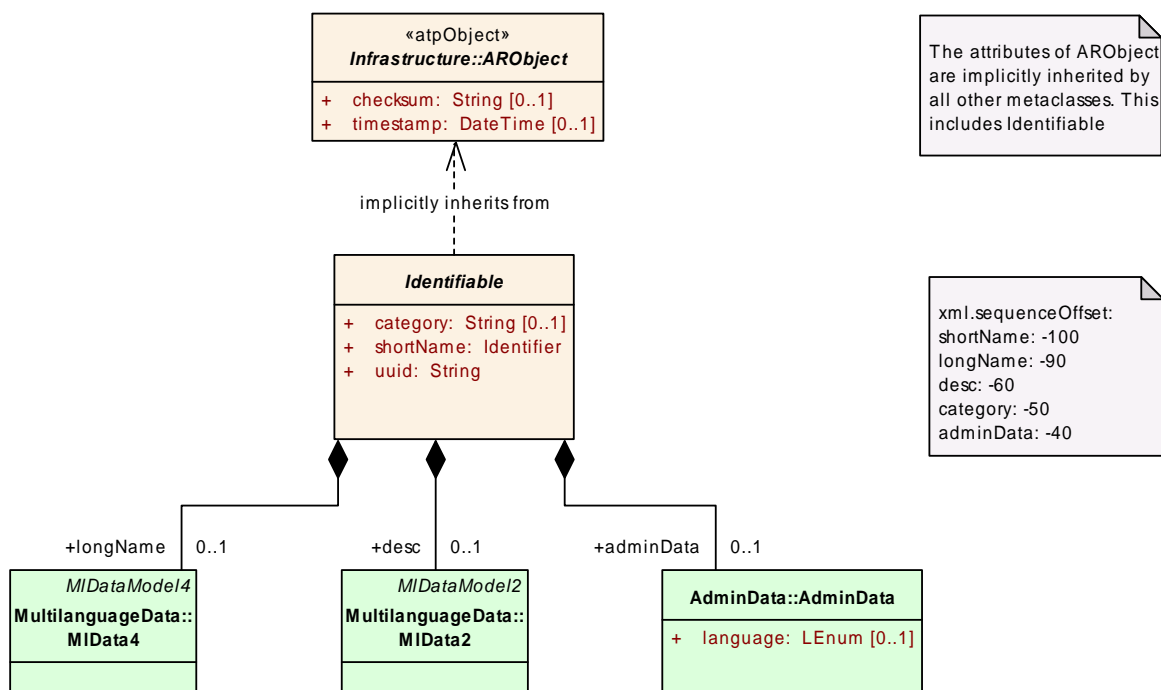 «atpObject»
Infrastructure::ARObject
+ checksum: String [0..1]
+ timestamp: DateTime [0..1]
The attributes of ARObject
are implicitly inherited by
all other metaclasses. This
includes Identifiable
implicitly inherits from
Identifiable
+ category: String [0..1]
+ shortName: Identifier
+ uuid: String
xml.sequenceOffset:
shortName: -100
longName: -90
desc: -60
category: -50
adminData: -40
+longName 0..1
+desc 0..1
+adminData 0..1
MlDataModel4
MultilanguageData::
MlData4
MlDataModel2
MultilanguageData::
MlData2
AdminData::AdminData
+ language: LEnum [0..1]